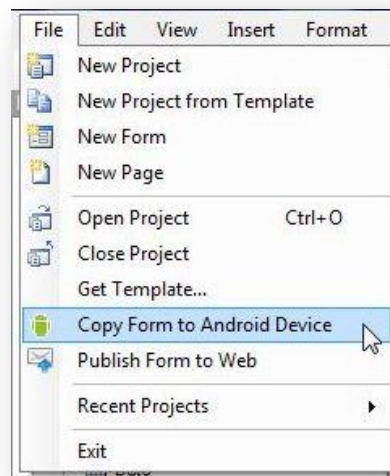 File Edit View Insert Format
New Project
New Project from Template
New Form
New Page
Open Project Ctrl+O
Close Project
Get Template...
Copy Form to Android Device
Publish Form to Web
Recent Projects
Exit